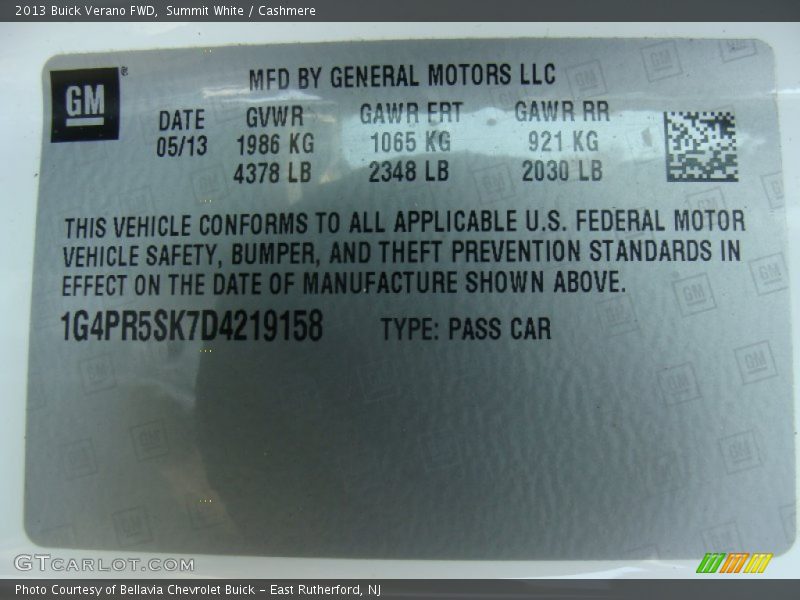 2013 Buick Verano FWD, Summit White / Cashmere
GM ®
MFD BY GENERAL MOTORS LLC
DATE GVWR GAWR FRT GAWR RR
05/13 1986 KG 1065 KG 921 KG
4378 LB 2348 LB 2030 LB
THIS VEHICLE CONFORMS TO ALL APPLICABLE U.S. FEDERAL MOTOR
VEHICLE SAFETY, BUMPER, AND THEFT PREVENTION STANDARDS IN
EFFECT ON THE DATE OF MANUFACTURE SHOWN ABOVE.
1G4PR5SK7D4219158 TYPE: PASS CAR
GTCARLOT.COM
Photo Courtesy of Bellavia Chevrolet Buick - East Rutherford, NJ